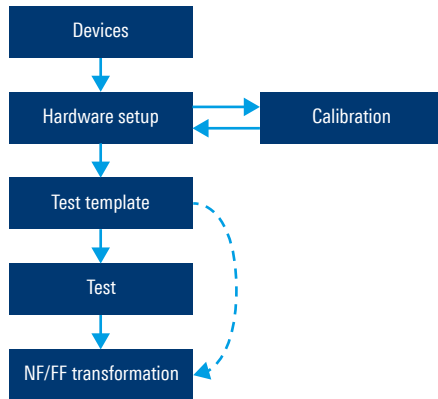 Devices
Hardware setup
Calibration
Test template
Test
NF/FF transformation